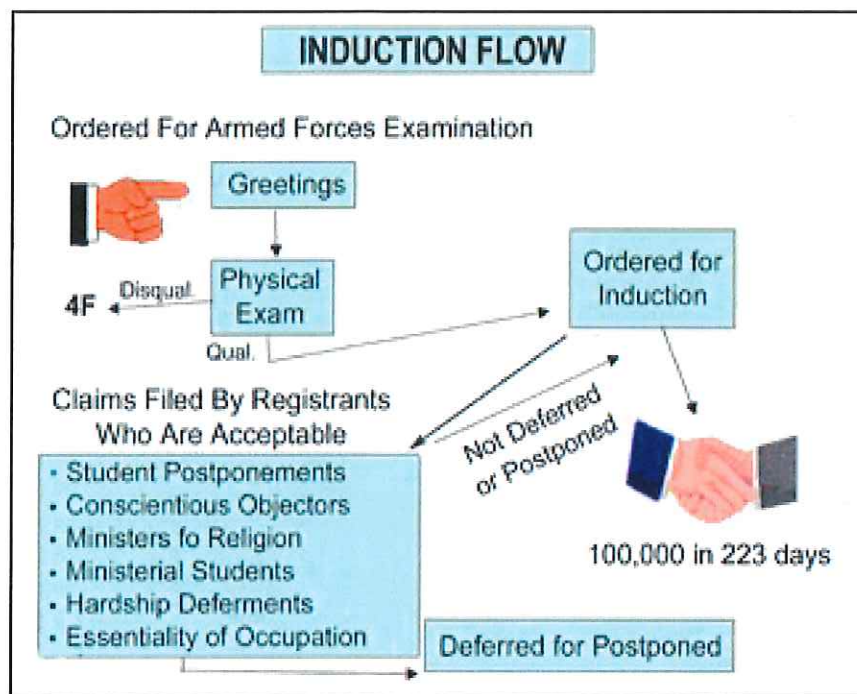 INDUCTION FLOW
Ordered For Armed Forces Examination
Greetings
4F
Disqual.
Physical
Exam
Qual.
Ordered for
Induction
Not Deferred
or Postponed
Claims Filed By Registrants
Who Are Acceptable
• Student Postponements
• Conscientious Objectors
• Ministers fo Religion
• Ministerial Students
• Hardship Deferments
• Essentiality of Occupation
100,000 in 223 days
Deferred for Postponed